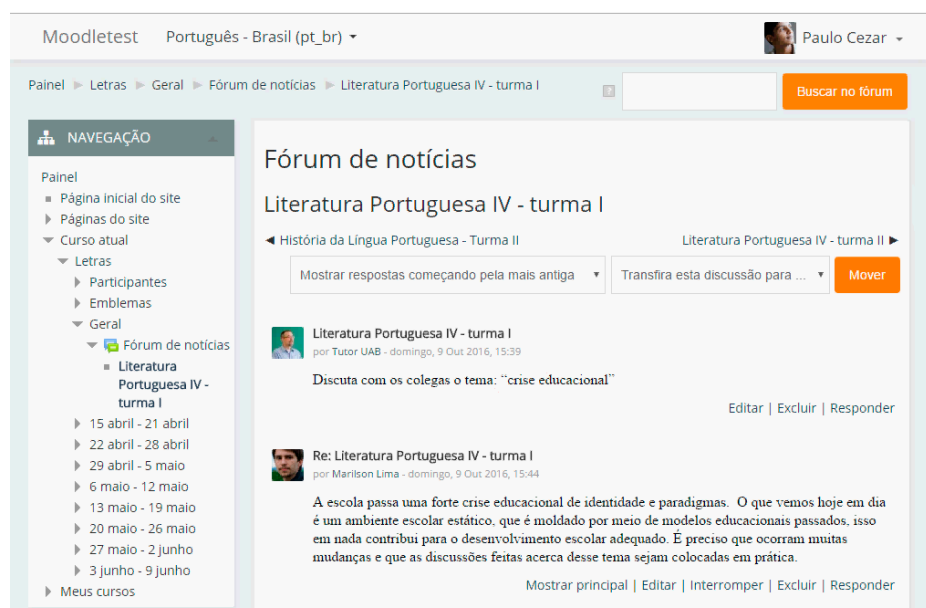 Moodletest Português - Brasil (pt_br) Paulo Cezar
Painel Letras Geral Fórum de notícias Literatura Portuguesa IV - turma I
Buscar no fórum
NAVEGAÇÃO
Painel
Página inicial do site
Páginas do site
Curso atual
Letras
Participantes
Emblemas
Geral
Fórum de notícias
Literatura
Portuguesa IV -
turma I
15 abril - 21 abril
22 abril - 28 abril
29 abril - 5 maio
6 maio - 12 maio
13 maio - 19 maio
20 maio - 26 maio
27 maio - 2 junho
3 junho - 9 junho
Meus cursos
Fórum de notícias
Literatura Portuguesa IV - turma I
◄ História da Língua Portuguesa - Turma II Literatura Portuguesa IV - turma II ►
Mostrar respostas começando pela mais antiga Transfira esta discussão para ... Mover
Literatura Portuguesa IV - turma I
por Tutor UAB - domingo, 9 Out 2016, 15:39
Discuta com os colegas o tema: “crise educacional”
Editar | Excluir | Responder
Re: Literatura Portuguesa IV - turma I
por Marilson Lima - domingo, 9 Out 2016, 15:44
A escola passa uma forte crise educacional de identidade e paradigmas. O que vemos hoje em dia
é um ambiente escolar estático, que é moldado por meio de modelos educacionais passados, isso
em nada contribui para o desenvolvimento escolar adequado. É preciso que ocorram muitas
mudanças e que as discussões feitas acerca desse tema sejam colocadas em prática.
Mostrar principal | Editar | Interromper | Excluir | Responder